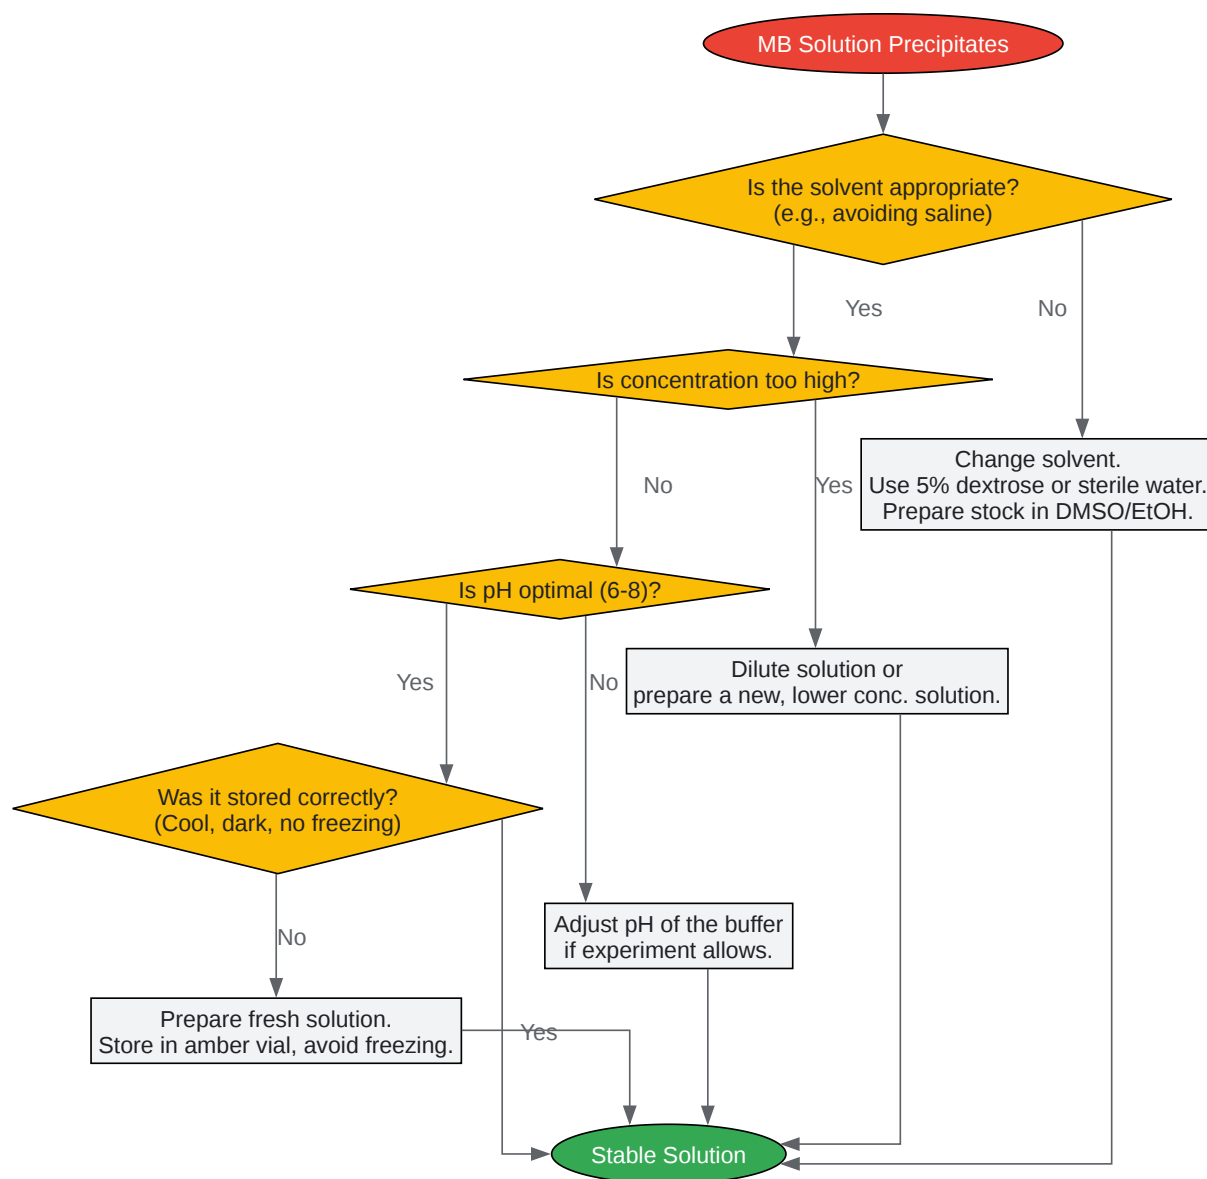 MB Solution Precipitates
Is the solvent appropriate?
(e.g., avoiding saline)
Yes
No
Is concentration too high?
Change solvent.
Use 5% dextrose or sterile water.
Prepare stock in DMSO/EtOH.
No
Yes
Is pH optimal (6-8)?
Dilute solution or
prepare a new, lower conc. solution.
Yes
No
Was it stored correctly?
(Cool, dark, no freezing)
Adjust pH of the buffer
if experiment allows.
No
Prepare fresh solution.
Store in amber vial, avoid freezing.
Yes
Stable Solution